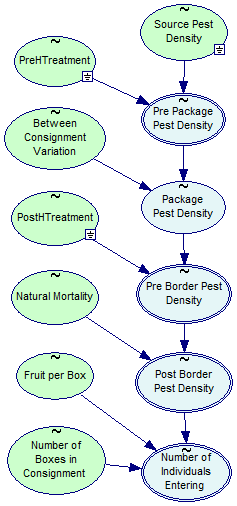 Source Pest
Density
PreHTreatment
Pre Package
Pest Density
Between
Consignment
Variation
Package
Pest Density
PostHTreatment
Pre Border Pest
Density
Natural Mortality
Post Border
Pest Density
Fruit per Box
Number of
Boxes in
Consignment
Number of
Individuals
Entering